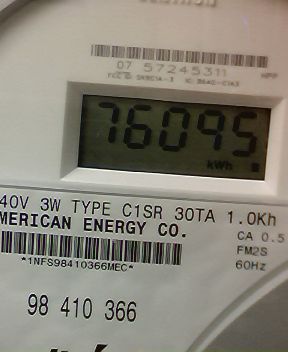 07 57245311
76095
kWh
40V 3W TYPE C1SR 30TA 1.0Kh
MERICAN ENERGY CO.
CA 0.5
FM2S
*1NFS98410366MEC*
60Hz
98 410 366